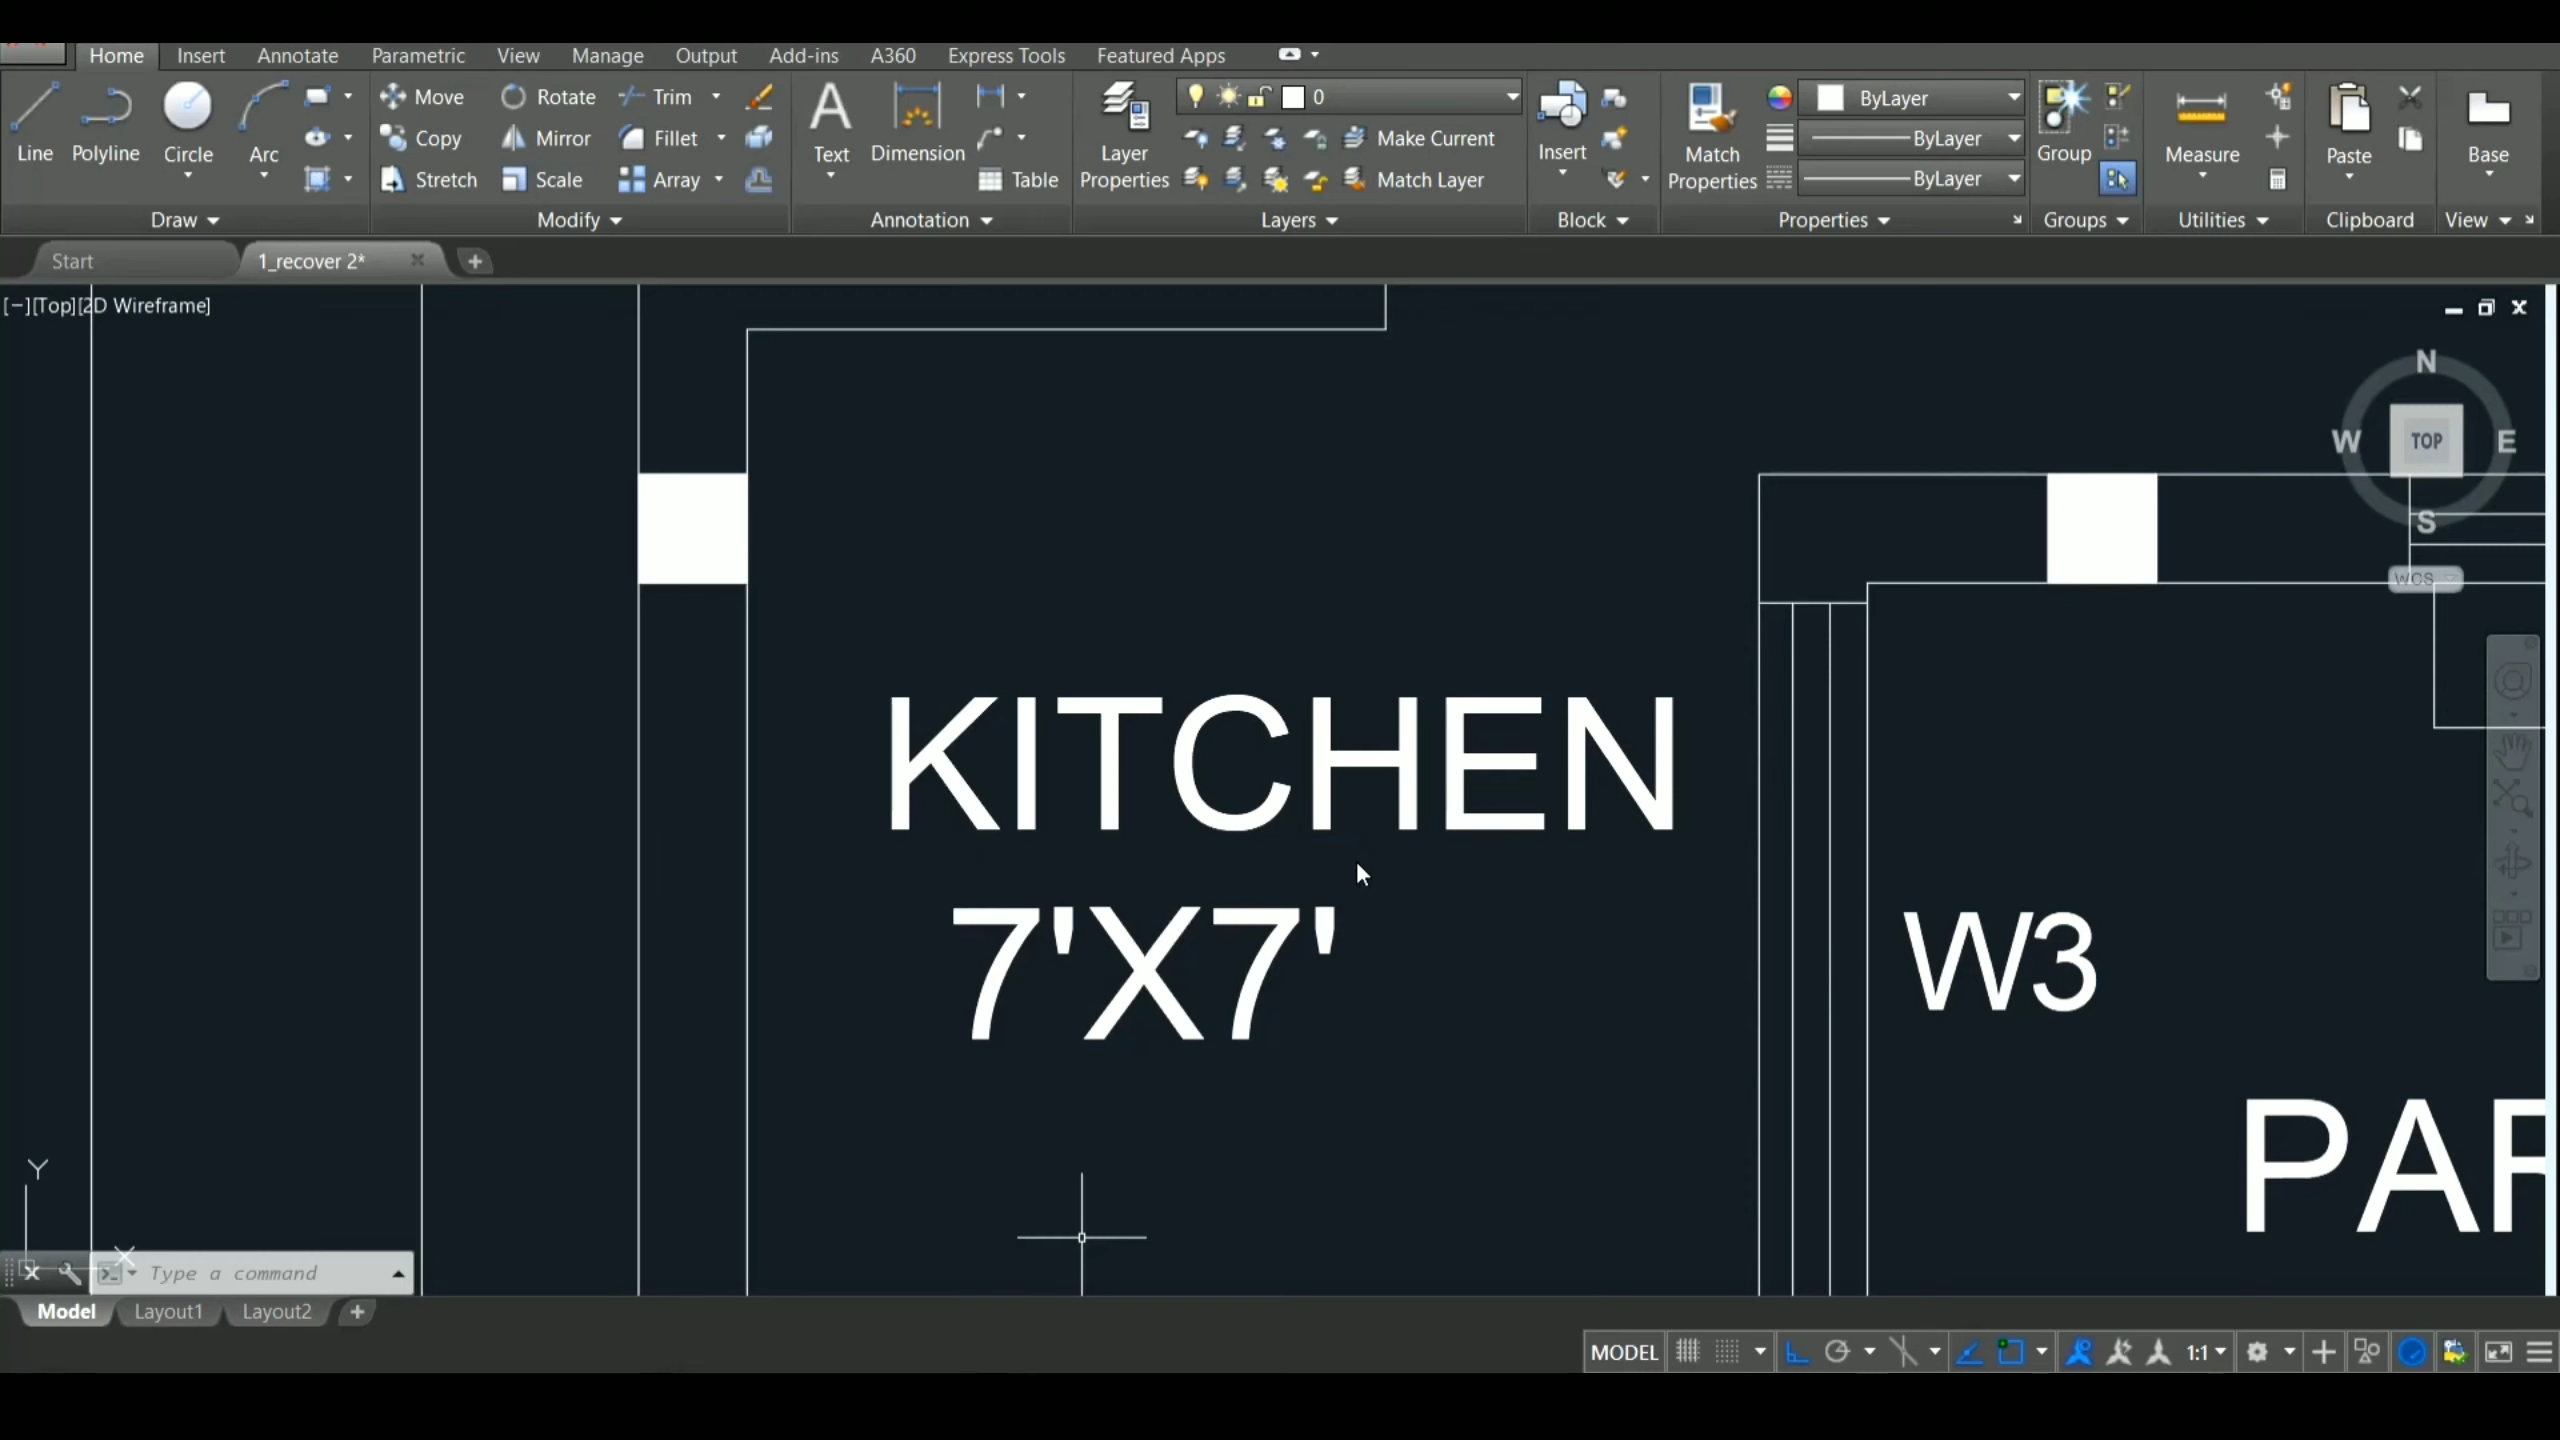 Home Insert Annotate Parametric View Manage Output Add-ins A360 Express Tools Featured Apps
Line Polyline Circle Arc
Move Rotate Trim
Copy Mirror Fillet
Stretch Scale Array
Text Dimension Table
Layer Properties
0
Make Current
Match Layer
Insert
Match Properties
ByLayer
ByLayer
ByLayer
Group
Measure
Paste
Base
Draw Modify Annotation Layers Block Properties Groups Utilities Clipboard View
Start 1_recover 2*
[−][Top][2D Wireframe]
N
W TOP E
S
WCS
KITCHEN
7'X7'
W3
PAR
Y
X
Type a command
Model Layout1 Layout2
MODEL 1:1